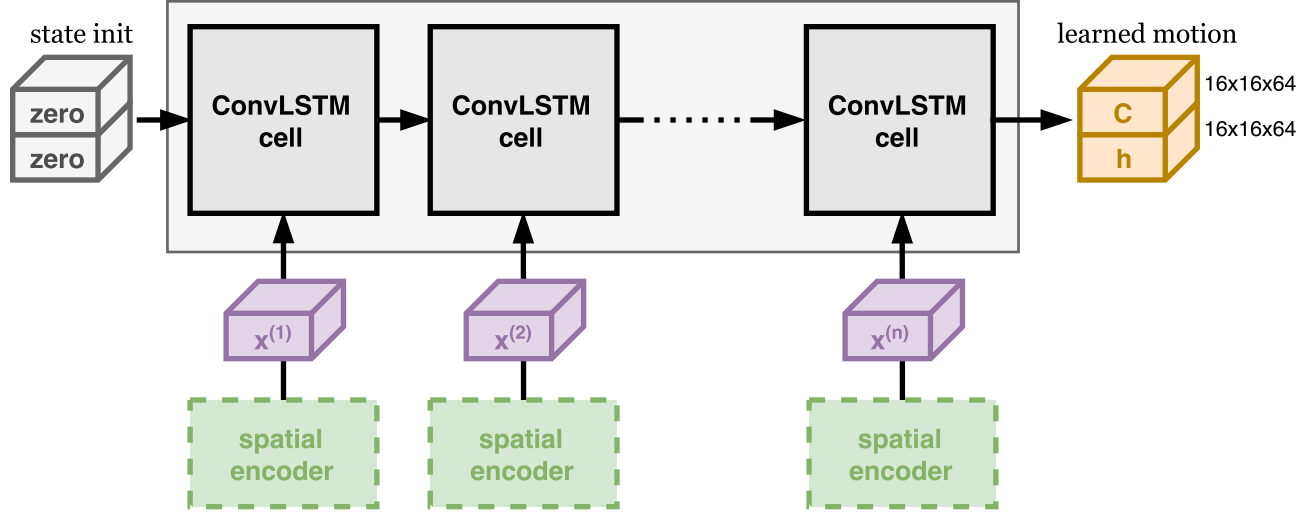 state init
learned motion
zero
zero
ConvLSTM
cell
ConvLSTM
cell
ConvLSTM
cell
C
h
16x16x64
16x16x64
x(1)
x(2)
x(n)
spatial
encoder
spatial
encoder
spatial
encoder